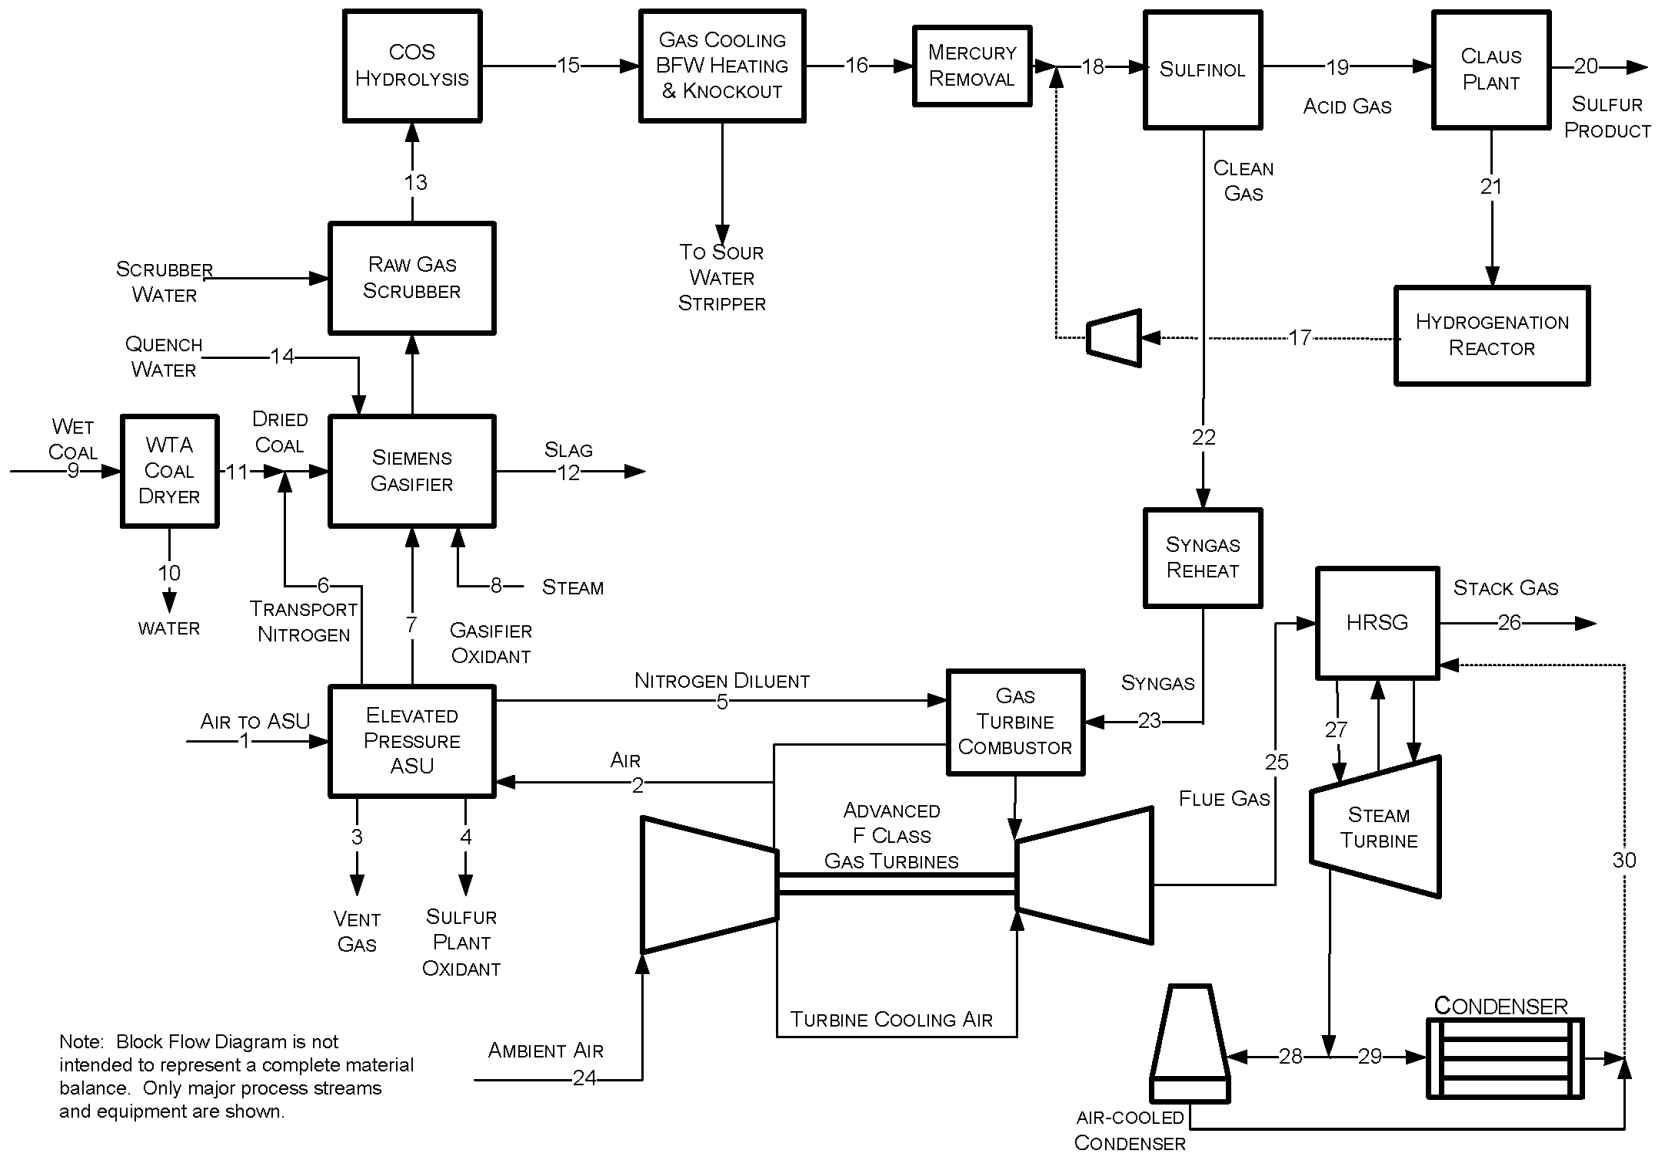 COS
HYDROLYSIS
15
GAS COOLING
BFW HEATING
& KNOCKOUT
16
MERCURY
REMOVAL
18
SULFINOL
19
ACID GAS
CLAUS
PLANT
20
SULFUR
PRODUCT
13
CLEAN
GAS
21
RAW GAS
SCRUBBER
SCRUBBER
WATER
TO SOUR
WATER
STRIPPER
HYDROGENATION
REACTOR
17
QUENCH
WATER
14
WET
COAL
9
WTA
COAL
DRYER
DRIED
COAL
11
SIEMENS
GASIFIER
SLAG
12
22
10
WATER
6
TRANSPORT
NITROGEN
7
8
STEAM
GASIFIER
OXIDANT
SYNGAS
REHEAT
HRSG
STACK GAS
26
AIR TO ASU
1
ELEVATED
PRESSURE
ASU
NITROGEN DILUENT
5
GAS
TURBINE
COMBUSTOR
SYNGAS
23
27
AIR
2
25
FLUE GAS
3
4
ADVANCED
F CLASS
GAS TURBINES
STEAM
TURBINE
30
VENT
GAS
SULFUR
PLANT
OXIDANT
TURBINE COOLING AIR
AMBIENT AIR
24
28
29
CONDENSER
AIR-COOLED
CONDENSER
Note: Block Flow Diagram is not
intended to represent a complete material
balance. Only major process streams
and equipment are shown.